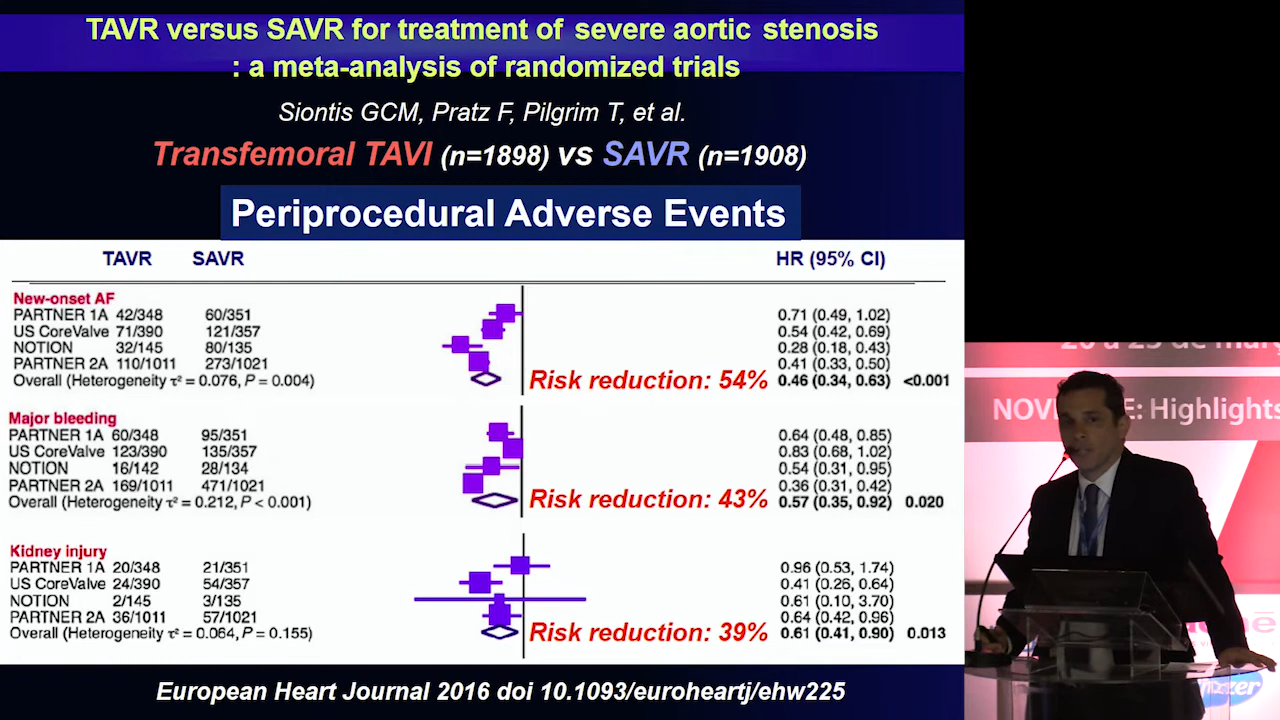 TAVR versus SAVR for treatment of severe aortic stenosis
: a meta-analysis of randomized trials
Siontis GCM, Pratz F, Pilgrim T, et al.
Transfemoral TAVI (n=1898) vs SAVR (n=1908)
Periprocedural Adverse Events
TAVR SAVR HR (95% CI)
New-onset AF
PARTNER 1A 42/348 60/351 0.71 (0.49, 1.02)
US CoreValve 71/390 121/357 0.54 (0.42, 0.69)
NOTION 32/145 80/135 0.28 (0.18, 0.43)
PARTNER 2A 110/1011 273/1021 0.41 (0.33, 0.50)
Overall (Heterogeneity τ² = 0.076, P = 0.004) Risk reduction: 54% 0.46 (0.34, 0.63) <0.001
Major bleeding
PARTNER 1A 60/348 95/351 0.64 (0.48, 0.85)
US CoreValve 123/390 135/357 0.83 (0.68, 1.02)
NOTION 16/142 28/134 0.54 (0.31, 0.95)
PARTNER 2A 169/1011 471/1021 0.36 (0.31, 0.42)
Overall (Heterogeneity τ² = 0.212, P < 0.001) Risk reduction: 43% 0.57 (0.35, 0.92) 0.020
Kidney injury
PARTNER 1A 20/348 21/351 0.96 (0.53, 1.74)
US CoreValve 24/390 54/357 0.41 (0.26, 0.64)
NOTION 2/145 3/135 0.61 (0.10, 3.70)
PARTNER 2A 36/1011 57/1021 0.64 (0.42, 0.96)
Overall (Heterogeneity τ² = 0.064, P = 0.155) Risk reduction: 39% 0.61 (0.41, 0.90) 0.013
European Heart Journal 2016 doi 10.1093/euroheartj/ehw225
: Highlights